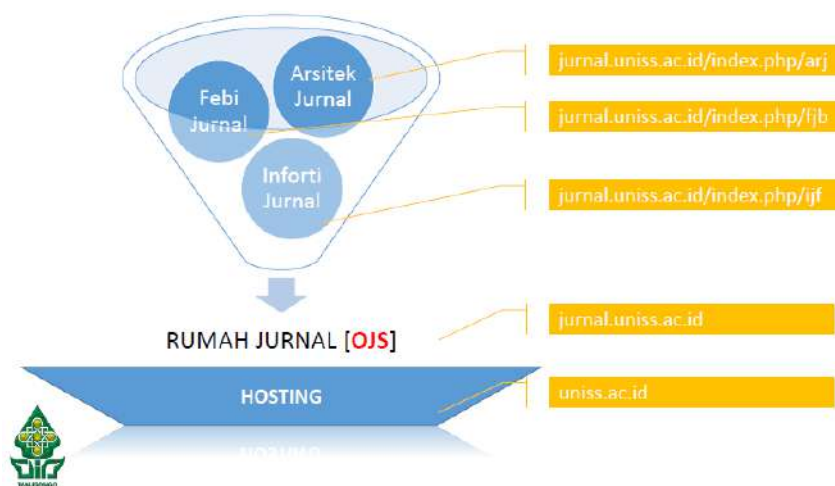 Arsitek
Jurnal
Febi
Jurnal
Inforti
Jurnal
jurnal.uniss.ac.id/index.php/arj
jurnal.uniss.ac.id/index.php/fjb
jurnal.uniss.ac.id/index.php/ijf
RUMAH JURNAL [OJS]
jurnal.uniss.ac.id
HOSTING
uniss.ac.id